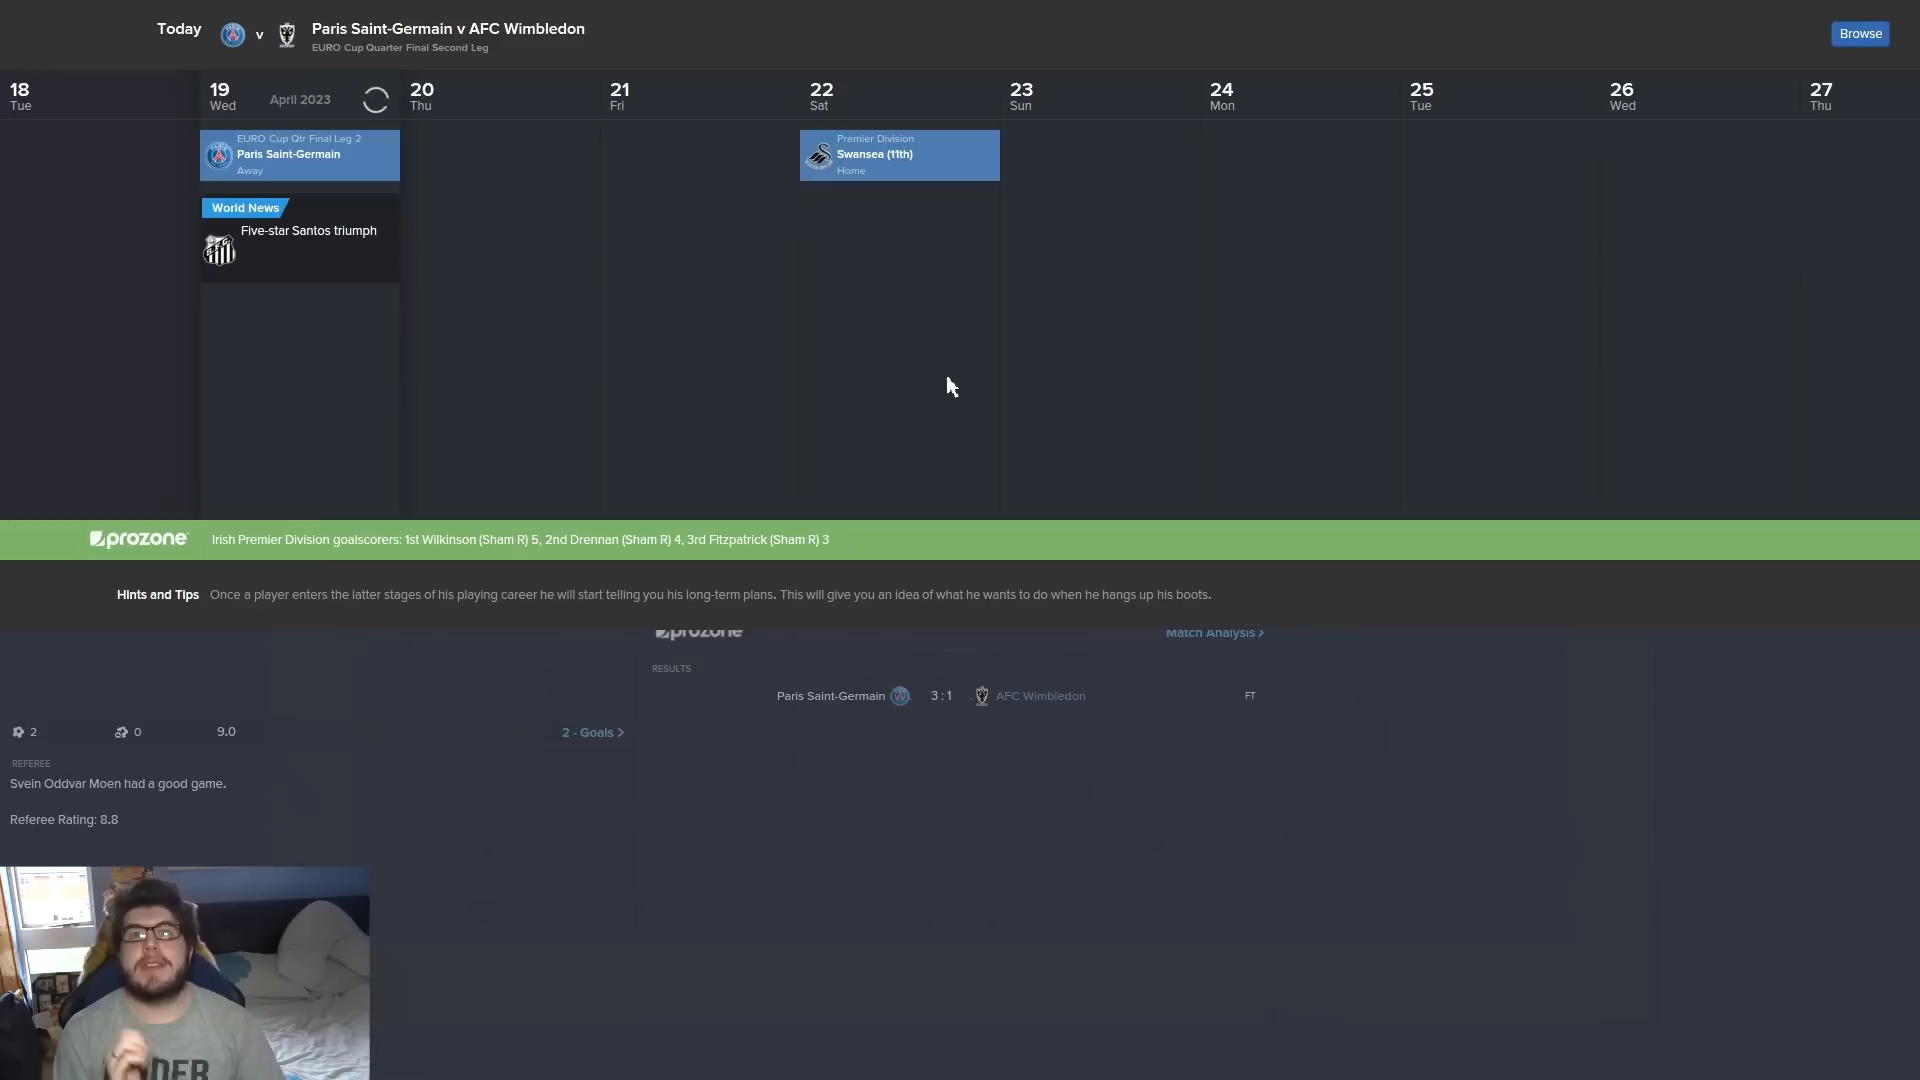 Today
v
Paris Saint-Germain v AFC Wimbledon
EURO Cup Quarter Final Second Leg
Browse
18
Tue
19
Wed
April 2023
20
Thu
21
Fri
22
Sat
23
Sun
24
Mon
25
Tue
26
Wed
27
Thu
EURO Cup Qtr Final Leg 2
Paris Saint-Germain
Away
Premier Division
Swansea (11th)
Home
World News
Five-star Santos triumph
prozone
Irish Premier Division goalscorers: 1st Wilkinson (Sham R) 5, 2nd Drennan (Sham R) 4, 3rd Fitzpatrick (Sham R) 3
Hints and Tips
Once a player enters the latter stages of his playing career he will start telling you his long-term plans. This will give you an idea of what he wants to do when he hangs up his boots.
prozone
Match Analysis >
RESULTS
Paris Saint-Germain 3 : 1 AFC Wimbledon FT
2 0 9.0
2 - Goals >
REFEREE
Svein Oddvar Moen had a good game.
Referee Rating: 8.8